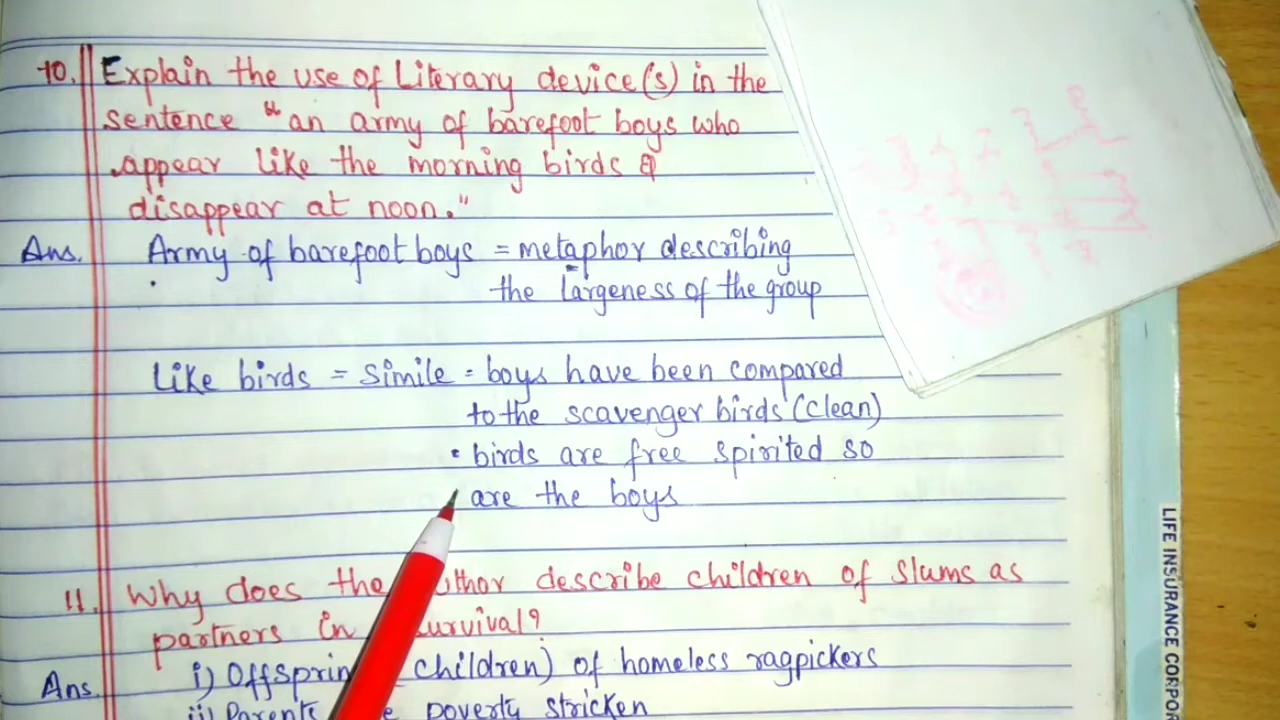 10. Explain the use of Literary device(s) in the
sentence "an army of barefoot boys who
appear like the morning birds &
disappear at noon."
Ans. Army of barefoot boys = metaphor describing
the largeness of the group
Like birds = Simile = boys have been compared
to the scavenger birds (clean)
• birds are free spirited so
are the boys
11. Why does the author describe children of slums as
partners in survival?
Ans i) Offspring children) of homeless ragpickers
ii) Parents poverty stricken
LIFE INSURANCE CORPOR